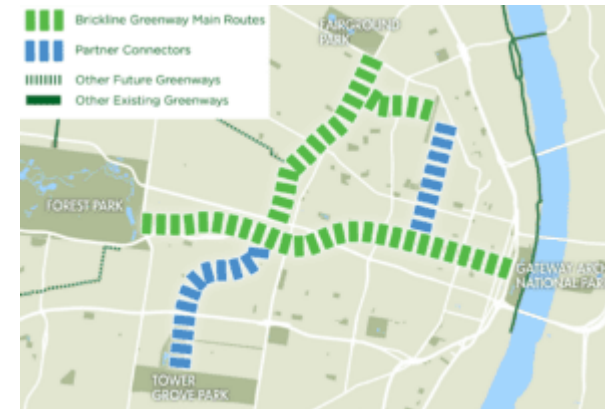 Brickline Greenway Main Routes
Partner Connectors
Other Future Greenways
Other Existing Greenways
FAIRGROUND
PARK
FOREST PARK
GATEWAY ARCH
NATIONAL PARK
TOWER
GROVE PARK